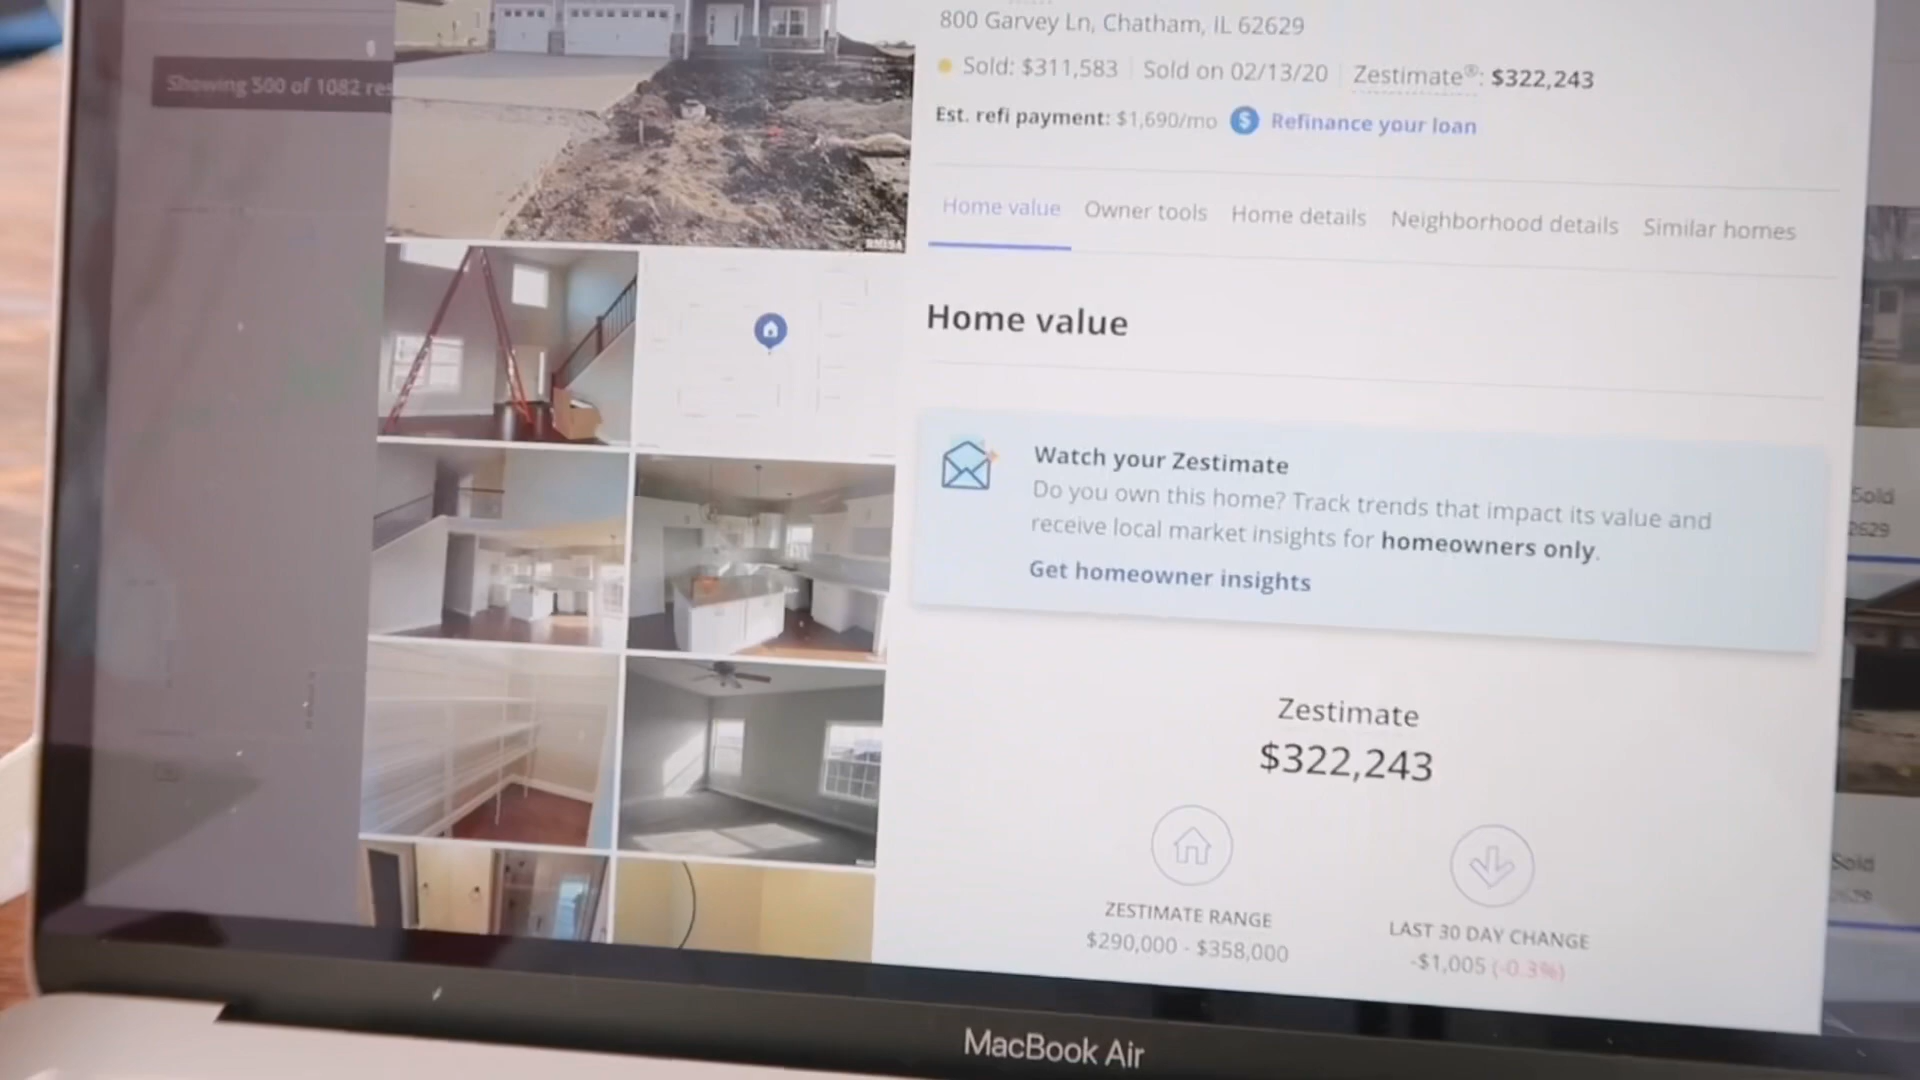 800 Garvey Ln, Chatham, IL 62629
Showing 500 of 1082 res
Sold: $311,583 Sold on 02/13/20 Zestimate®: $322,243
Est. refi payment: $1,690/mo $ Refinance your loan
Home value Owner tools Home details Neighborhood details Similar homes
Home value
Watch your Zestimate
Do you own this home? Track trends that impact its value and
receive local market insights for homeowners only.
Get homeowner insights
Sold
2629
Zestimate
$322,243
ZESTIMATE RANGE
$290,000 - $358,000
LAST 30 DAY CHANGE
-$1,005 (-0.3%)
Sold
2629
MacBook Air